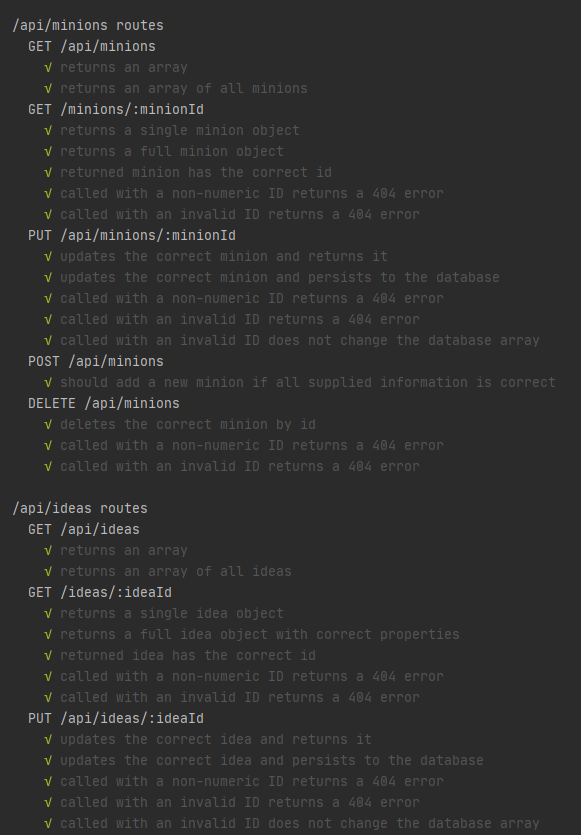 /api/minions routes
GET /api/minions
√ returns an array
√ returns an array of all minions
GET /minions/:minionId
√ returns a single minion object
√ returns a full minion object
√ returned minion has the correct id
√ called with a non-numeric ID returns a 404 error
√ called with an invalid ID returns a 404 error
PUT /api/minions/:minionId
√ updates the correct minion and returns it
√ updates the correct minion and persists to the database
√ called with a non-numeric ID returns a 404 error
√ called with an invalid ID returns a 404 error
√ called with an invalid ID does not change the database array
POST /api/minions
√ should add a new minion if all supplied information is correct
DELETE /api/minions
√ deletes the correct minion by id
√ called with a non-numeric ID returns a 404 error
√ called with an invalid ID returns a 404 error
/api/ideas routes
GET /api/ideas
√ returns an array
√ returns an array of all ideas
GET /ideas/:ideaId
√ returns a single idea object
√ returns a full idea object with correct properties
√ returned idea has the correct id
√ called with a non-numeric ID returns a 404 error
√ called with an invalid ID returns a 404 error
PUT /api/ideas/:ideaId
√ updates the correct idea and returns it
√ updates the correct idea and persists to the database
√ called with a non-numeric ID returns a 404 error
√ called with an invalid ID returns a 404 error
√ called with an invalid ID does not change the database array